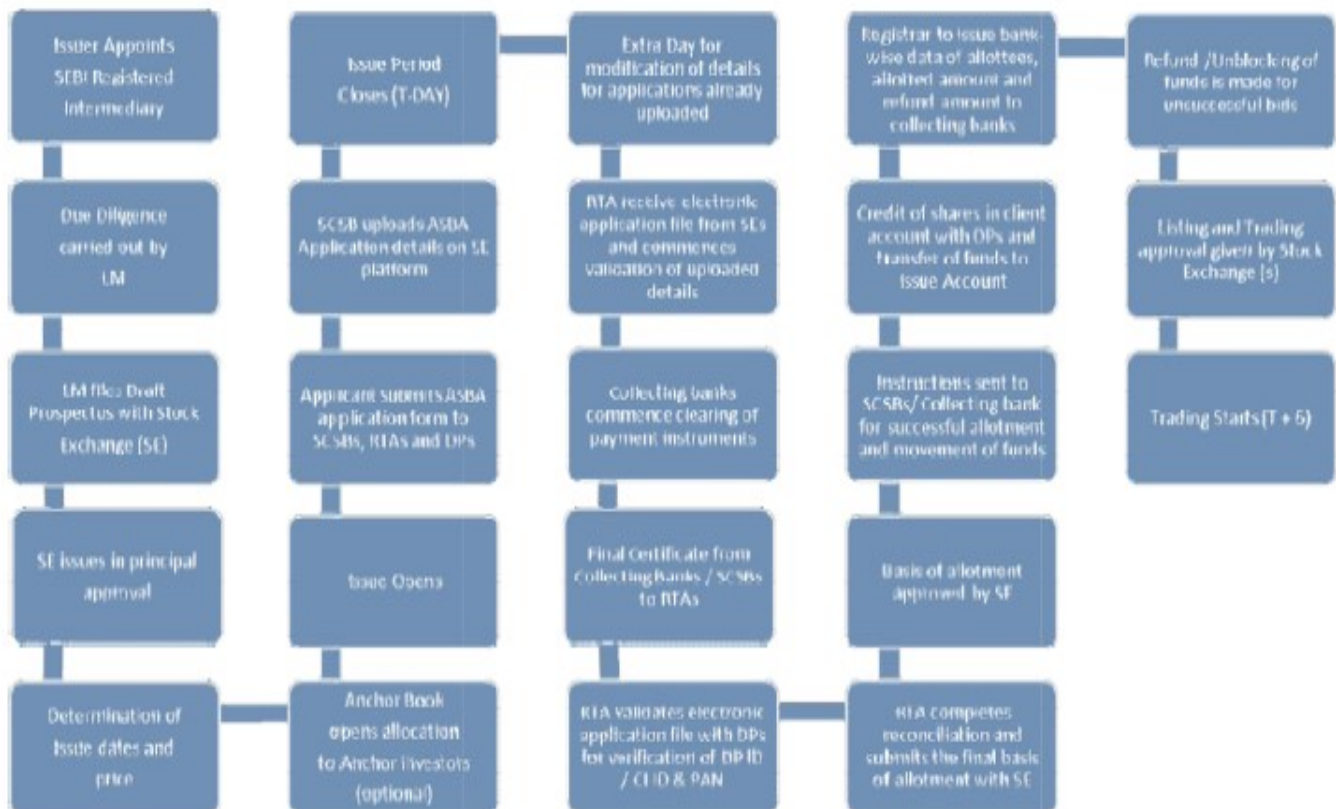 Issuer Appoints
SEBI Registered
Intermediary
Due Diligence
carried out by
LM
LM files Draft
Prospectus with Stock
Exchange (SE)
SE issues in principal
approval
Determination of
Issue dates and
price
Anchor Book
opens allocation
to Anchor Investors
(optional)
Issue Opens
Applicant submits ASBA
application form to
SCSBs, RTAs and DPs
SCSB uploads ASBA
Application details on SE
platform
Issue Period
Closes (T-DAY)
Extra Day for
modification of details
for applications already
uploaded
RTA receive electronic
application file from SEs
and commences
validation of uploaded
details
Collecting banks
commence clearing of
payment instruments
Final Certificate from
Collecting Banks / SCSBs
to RTAs
RTA validates electronic
application file with DPs
for verification of DP ID
/ CL ID & PAN
RTA completes
reconciliation and
submits the final basis
of allotment with SE
Basis of allotment
approved by SE
Instructions sent to
SCSBs/ Collecting bank
for successful allotment
and movement of funds
Credit of shares in client
account with DPs and
transfer of funds to
Issue Account
Registrar to issue bank-
wise data of allottees,
allotted amount and
refund amount to
collecting banks
Refund /Unblocking of
funds is made for
unsuccessful bids
Listing and Trading
approval given by Stock
Exchange (s)
Trading Starts (T + 6)